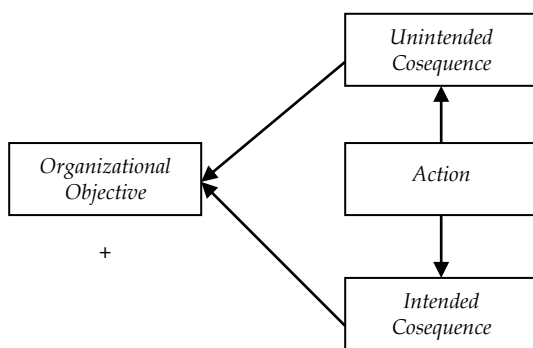 Unintended
Cosequence
Organizational
Objective
Action
+
Intended
Cosequence